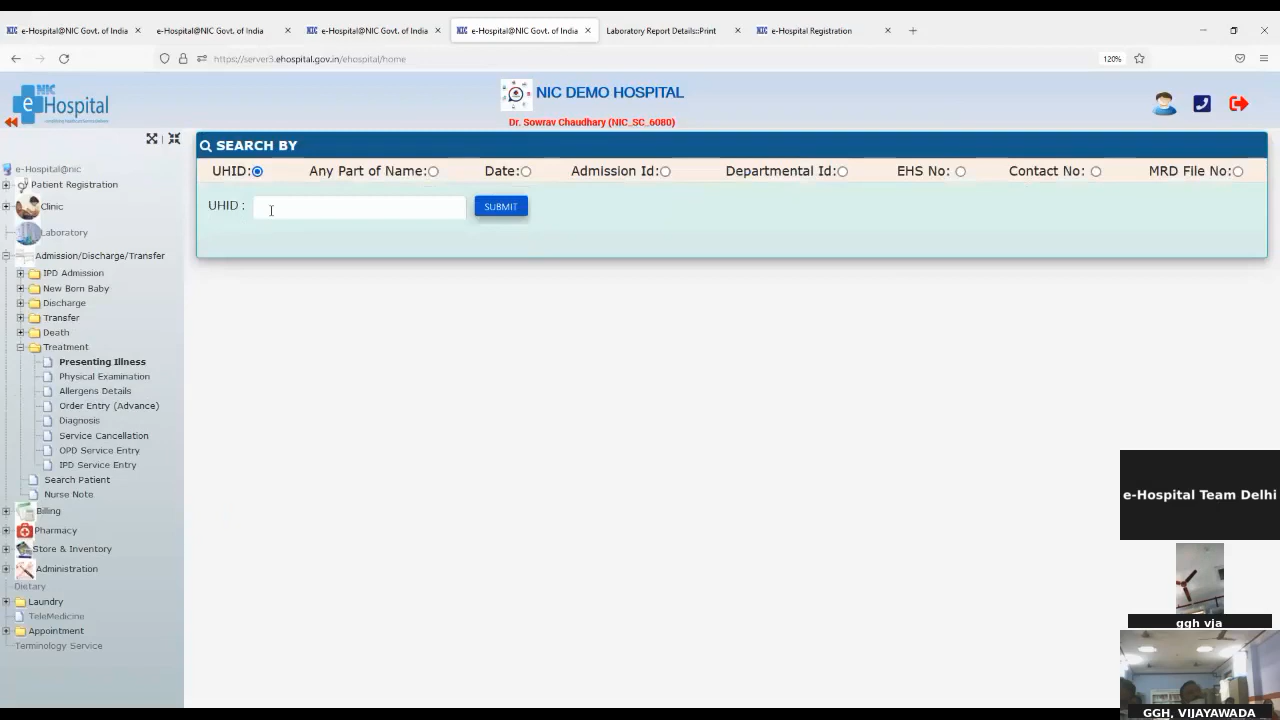 e-Hospital@NIC Govt. of India
e-Hospital@NIC Govt. of India
e-Hospital@NIC Govt. of India
e-Hospital@NIC Govt. of India
Laboratory Report Details::Print
e-Hospital Registration
https://server3.ehospital.gov.in/ehospital/home
120%
NIC
eHospital
NIC DEMO HOSPITAL
Dr. Sowrav Chaudhary (NIC_SC_6080)
e-Hospital@nic
Patient Registration
Clinic
Laboratory
Admission/Discharge/Transfer
IPD Admission
New Born Baby
Discharge
Transfer
Death
Treatment
Presenting Illness
Physical Examination
Allergens Details
Order Entry (Advance)
Diagnosis
Service Cancellation
OPD Service Entry
IPD Service Entry
Search Patient
Nurse Note
Billing
Pharmacy
Store & Inventory
Administration
Dietary
Laundry
TeleMedicine
Appointment
Terminology Service
SEARCH BY
UHID: Any Part of Name: Date: Admission Id: Departmental Id: EHS No: Contact No: MRD File No:
UHID : SUBMIT
e-Hospital Team Delhi
ggh vja
GGH, VIJAYAWADA